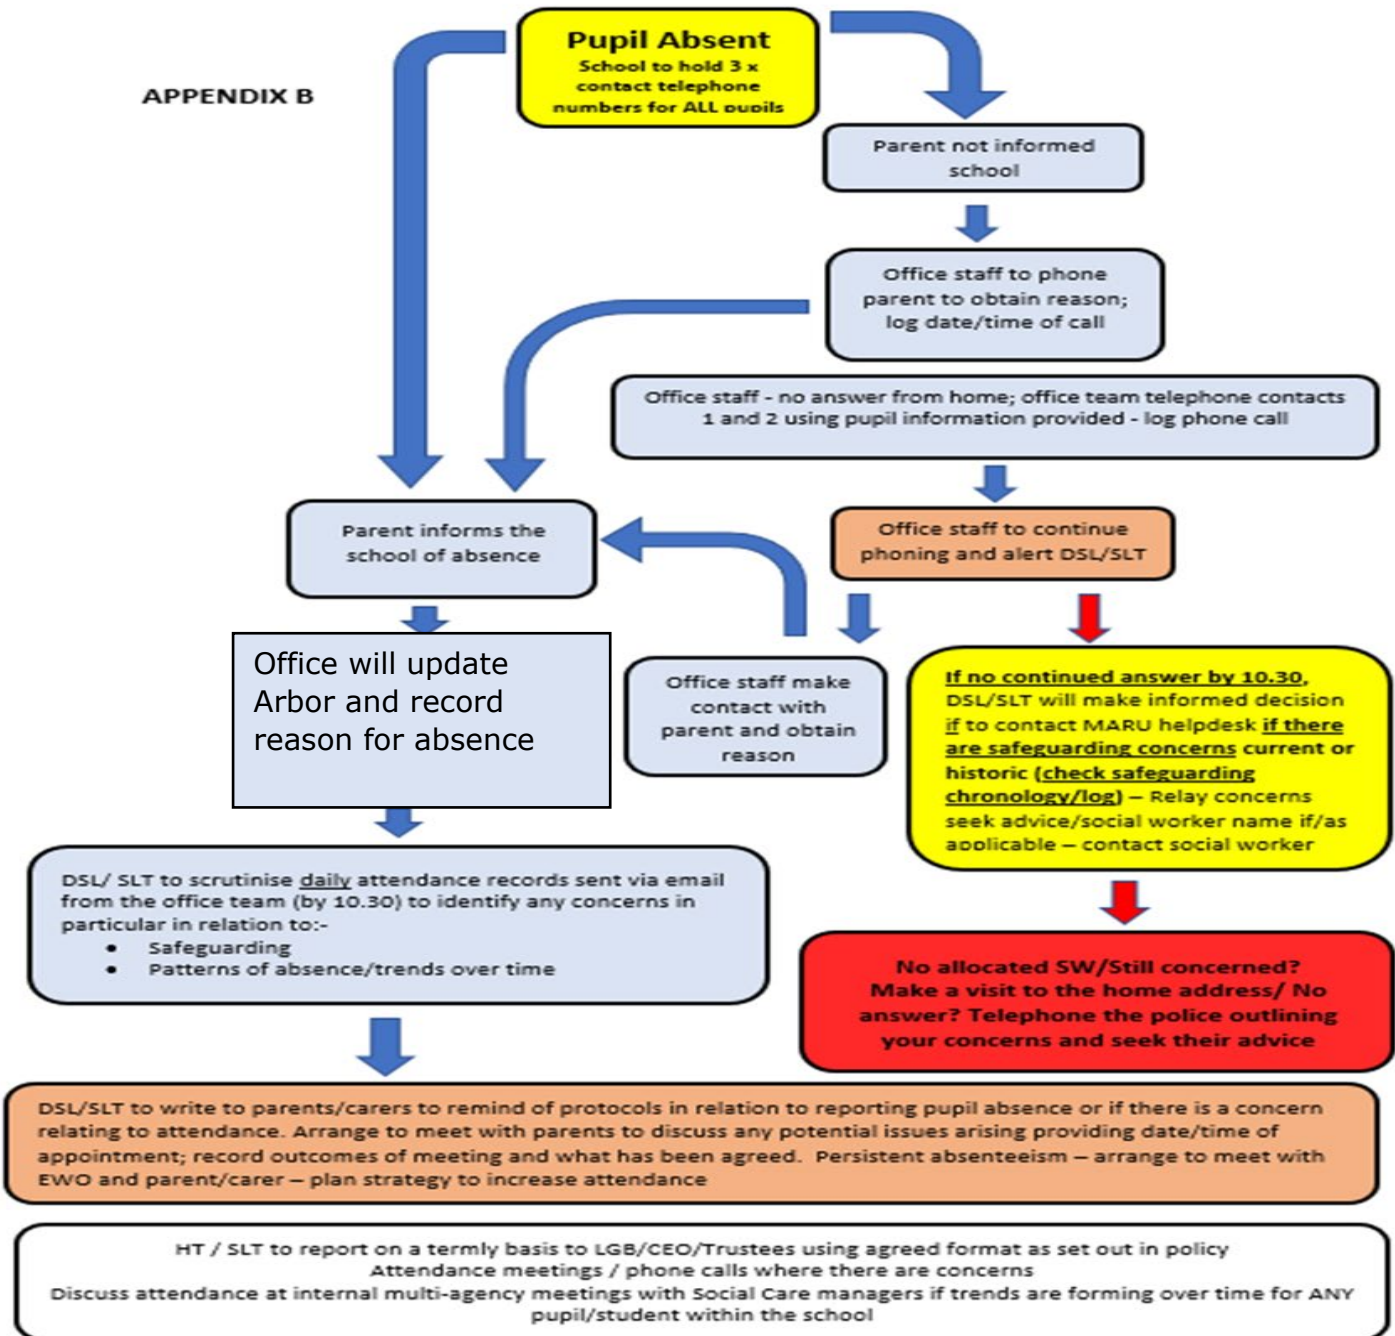 Pupil Absent
School to hold 3 x
contact telephone
numbers for ALL pupils
APPENDIX B
Parent not informed
school
Office staff to phone
parent to obtain reason;
log date/time of call
Office staff - no answer from home; office team telephone contacts
1 and 2 using pupil information provided - log phone call
Parent informs the
school of absence
Office staff to continue
phoning and alert DSL/SLT
Office will update
Arbor and record
reason for absence
Office staff make
contact with
parent and obtain
reason
If no continued answer by 10.30,
DSL/SLT will make informed decision
if to contact MARU helpdesk if there
are safeguarding concerns current or
historic (check safeguarding
chronology/log) – Relay concerns
seek advice/social worker name if/as
applicable – contact social worker
DSL/ SLT to scrutinise daily attendance records sent via email
from the office team (by 10.30) to identify any concerns in
particular in relation to:-
• Safeguarding
• Patterns of absence/trends over time
No allocated SW/Still concerned?
Make a visit to the home address/ No
answer? Telephone the police outlining
your concerns and seek their advice
DSL/SLT to write to parents/carers to remind of protocols in relation to reporting pupil absence or if there is a concern
relating to attendance. Arrange to meet with parents to discuss any potential issues arising providing date/time of
appointment; record outcomes of meeting and what has been agreed. Persistent absenteeism – arrange to meet with
EWO and parent/carer – plan strategy to increase attendance
HT / SLT to report on a termly basis to LGB/CEO/Trustees using agreed format as set out in policy
Attendance meetings / phone calls where there are concerns
Discuss attendance at internal multi-agency meetings with Social Care managers if trends are forming over time for ANY
pupil/student within the school